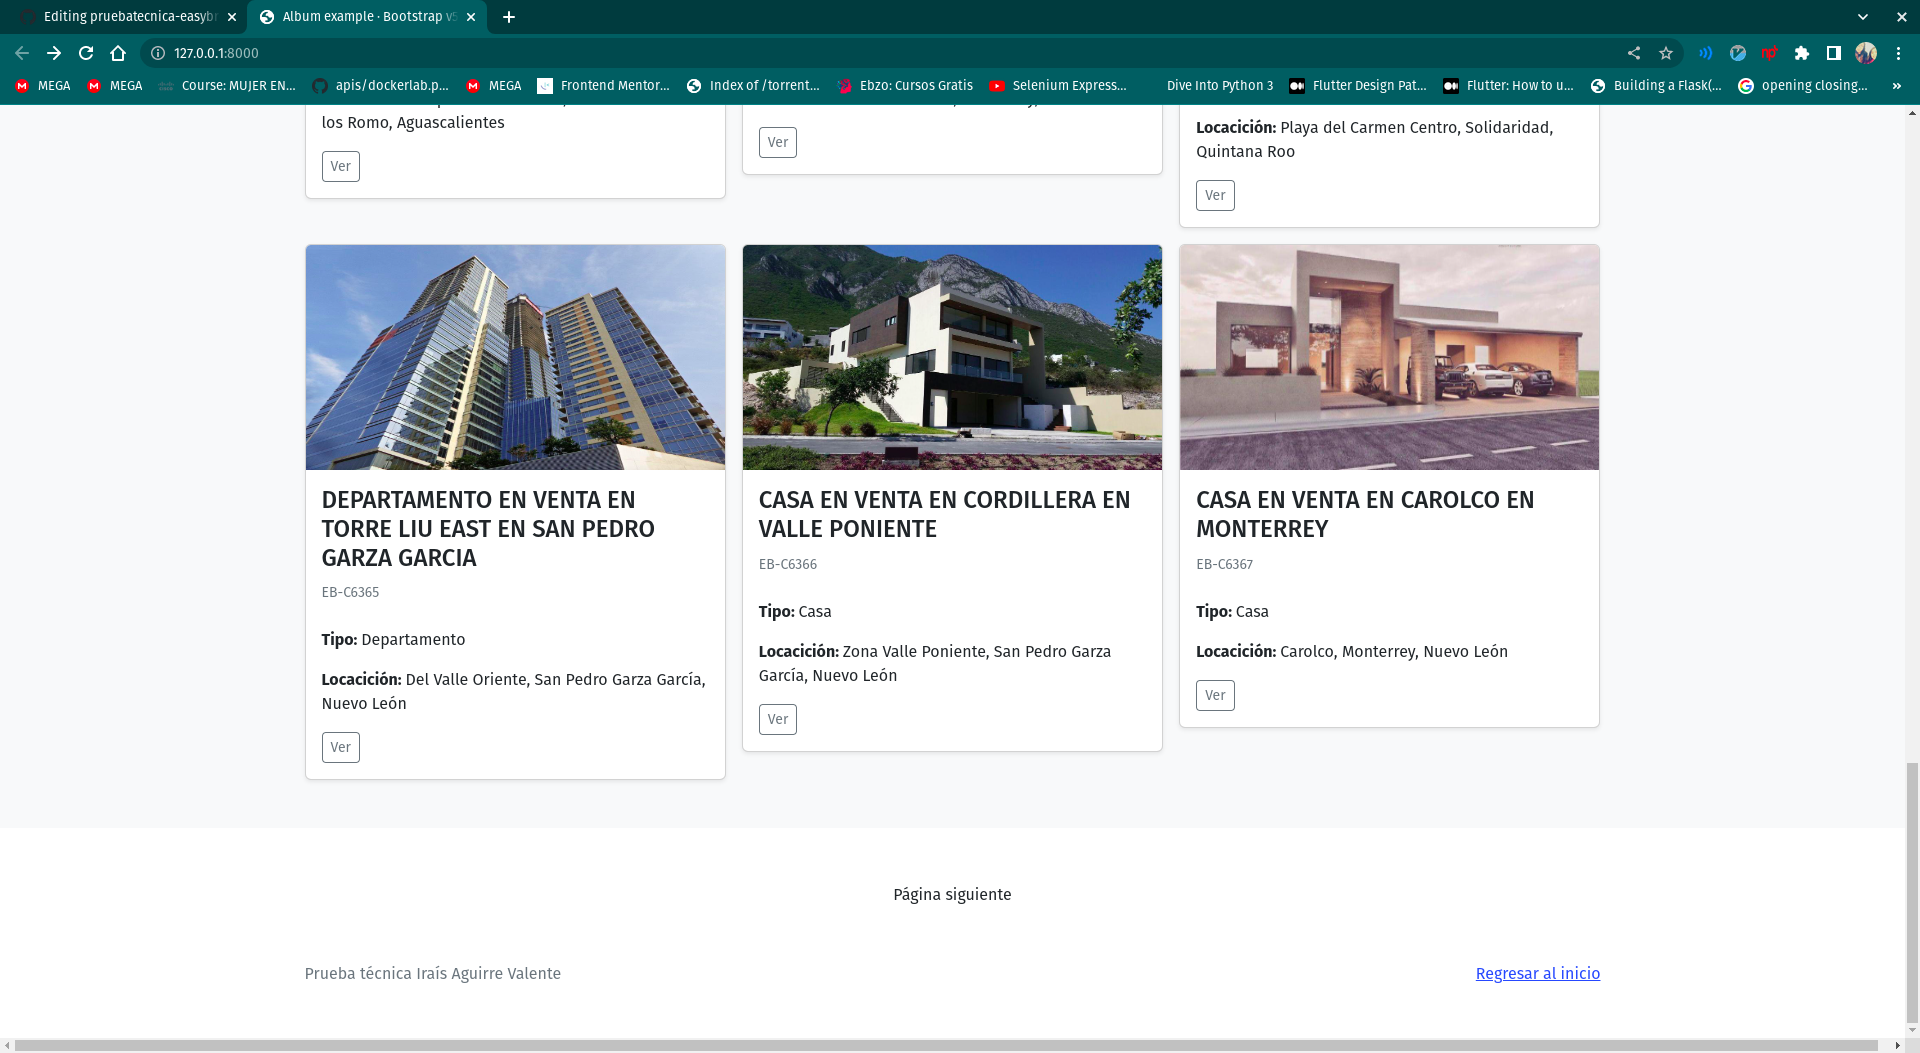 Editing pruebatecnica-easybr
Album example · Bootstrap v5
127.0.0.1:8000
MEGA
MEGA
Course: MUJER EN...
apis/dockerlab.p...
MEGA
Frontend Mentor...
Index of /torrent...
Ebzo: Cursos Gratis
Selenium Express...
Dive Into Python 3
Flutter Design Pat...
Flutter: How to u...
Building a Flask(...
opening closing...
»
los Romo, Aguascalientes
Ver
Ver
Locacición: Playa del Carmen Centro, Solidaridad,
Quintana Roo
Ver
DEPARTAMENTO EN VENTA EN
TORRE LIU EAST EN SAN PEDRO
GARZA GARCIA
EB-C6365
Tipo: Departamento
Locacición: Del Valle Oriente, San Pedro Garza García,
Nuevo León
Ver
CASA EN VENTA EN CORDILLERA EN
VALLE PONIENTE
EB-C6366
Tipo: Casa
Locacición: Zona Valle Poniente, San Pedro Garza
García, Nuevo León
Ver
CASA EN VENTA EN CAROLCO EN
MONTERREY
EB-C6367
Tipo: Casa
Locacición: Carolco, Monterrey, Nuevo León
Ver
Página siguiente
Prueba técnica Iraís Aguirre Valente
Regresar al inicio